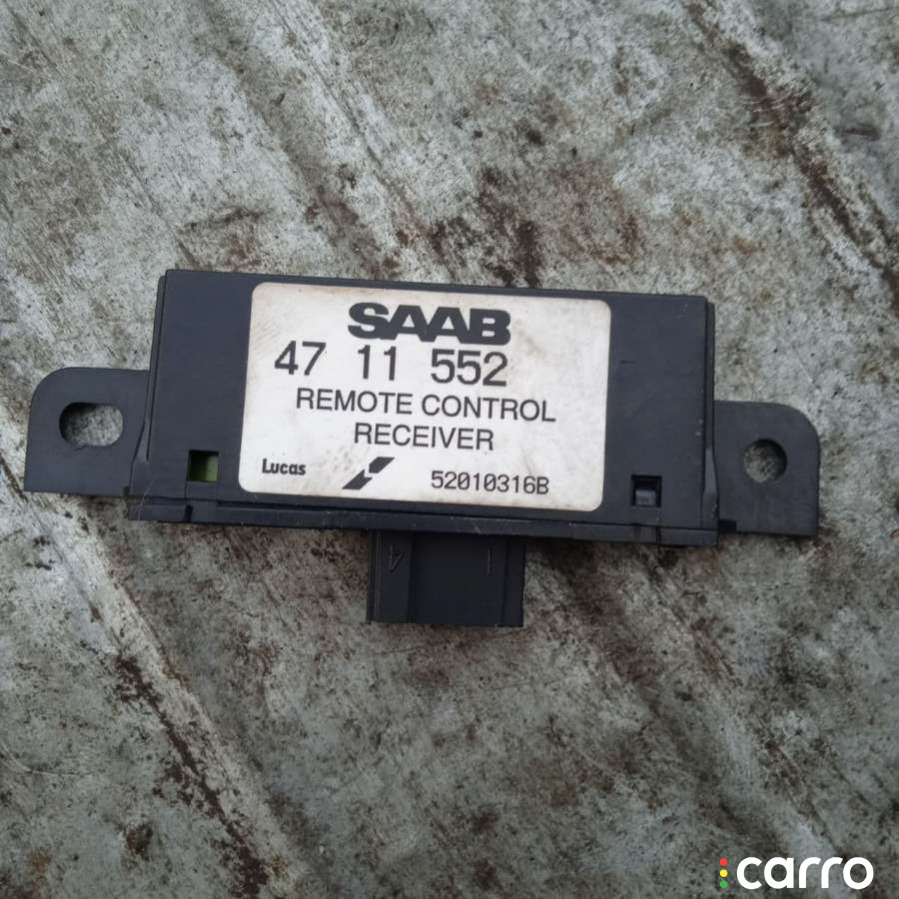 SAAB
47 11 552
REMOTE CONTROL
RECEIVER
Lucas 52010316B
4
carro